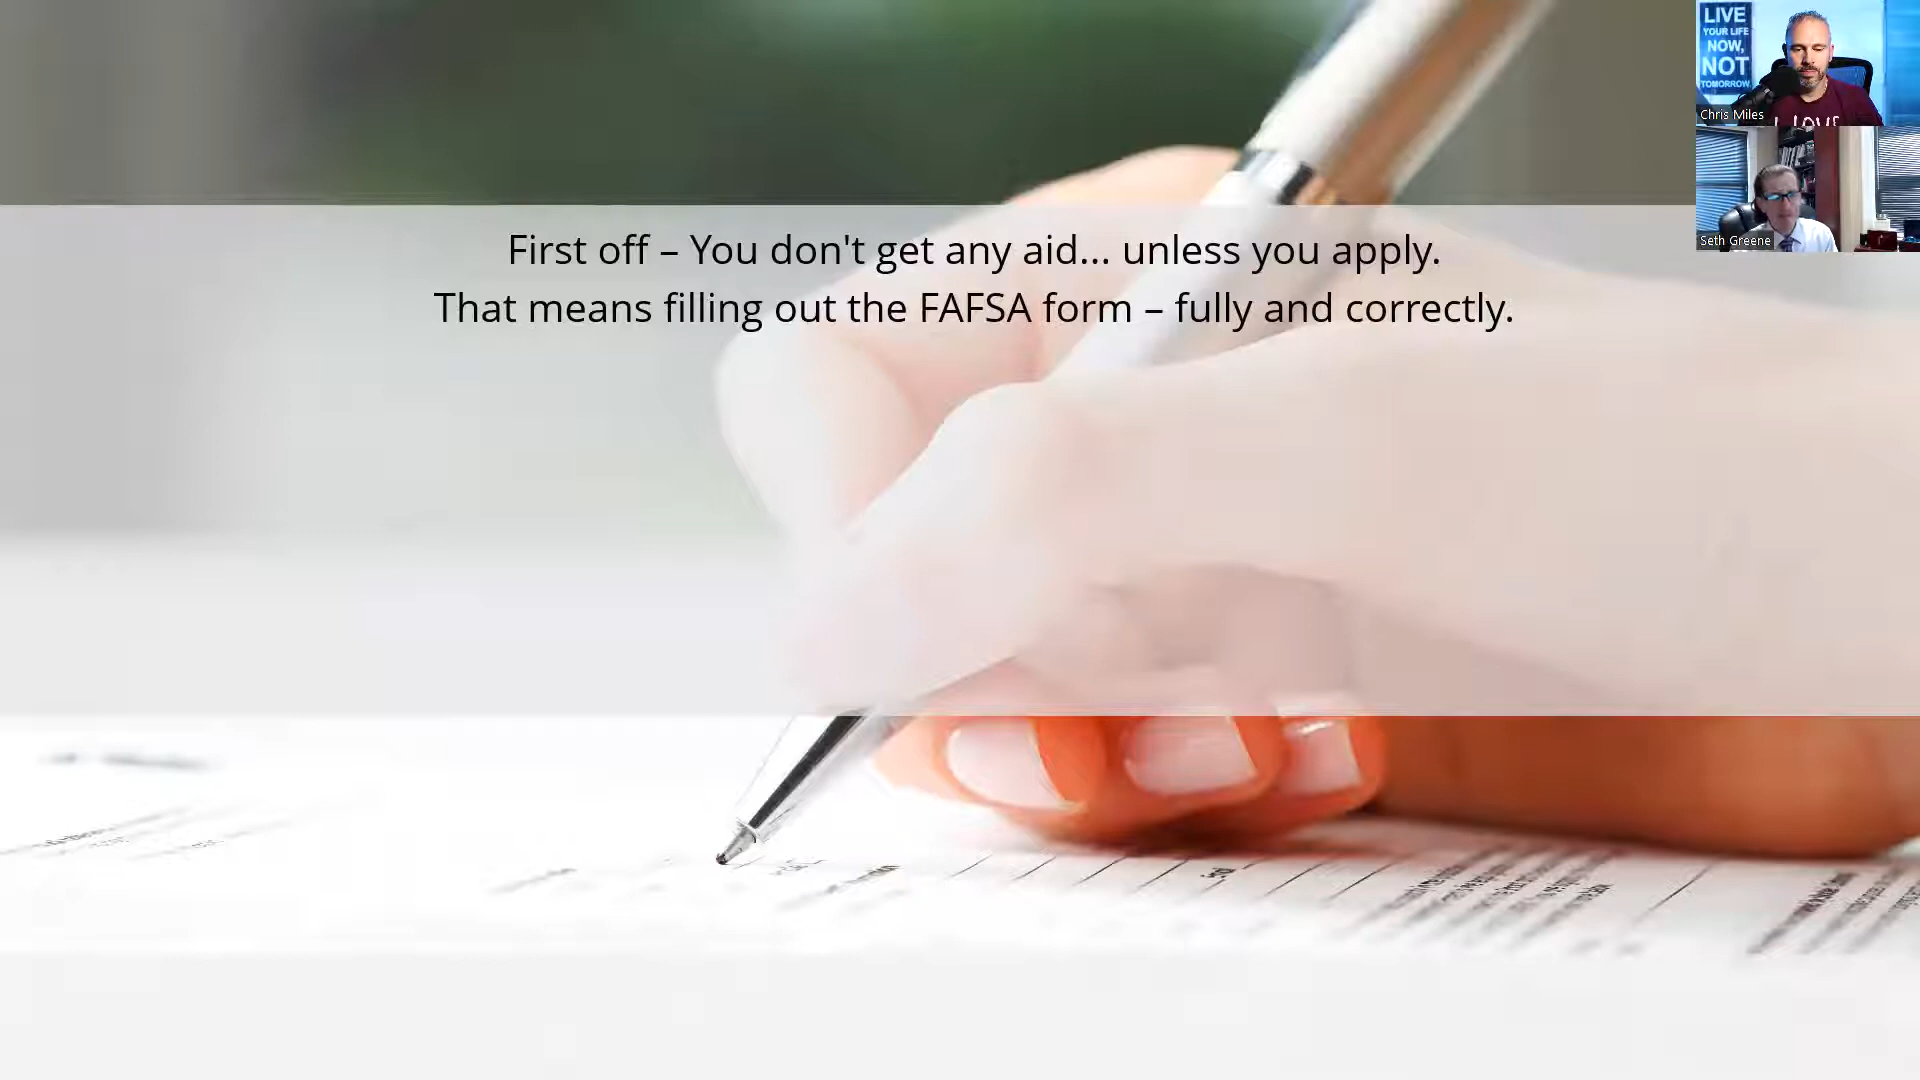 First off – You don't get any aid... unless you apply.
That means filling out the FAFSA form – fully and correctly.
LIVE
YOUR LIFE
NOW,
NOT
TOMORROW
Chris Miles
I LOVE
Seth Greene